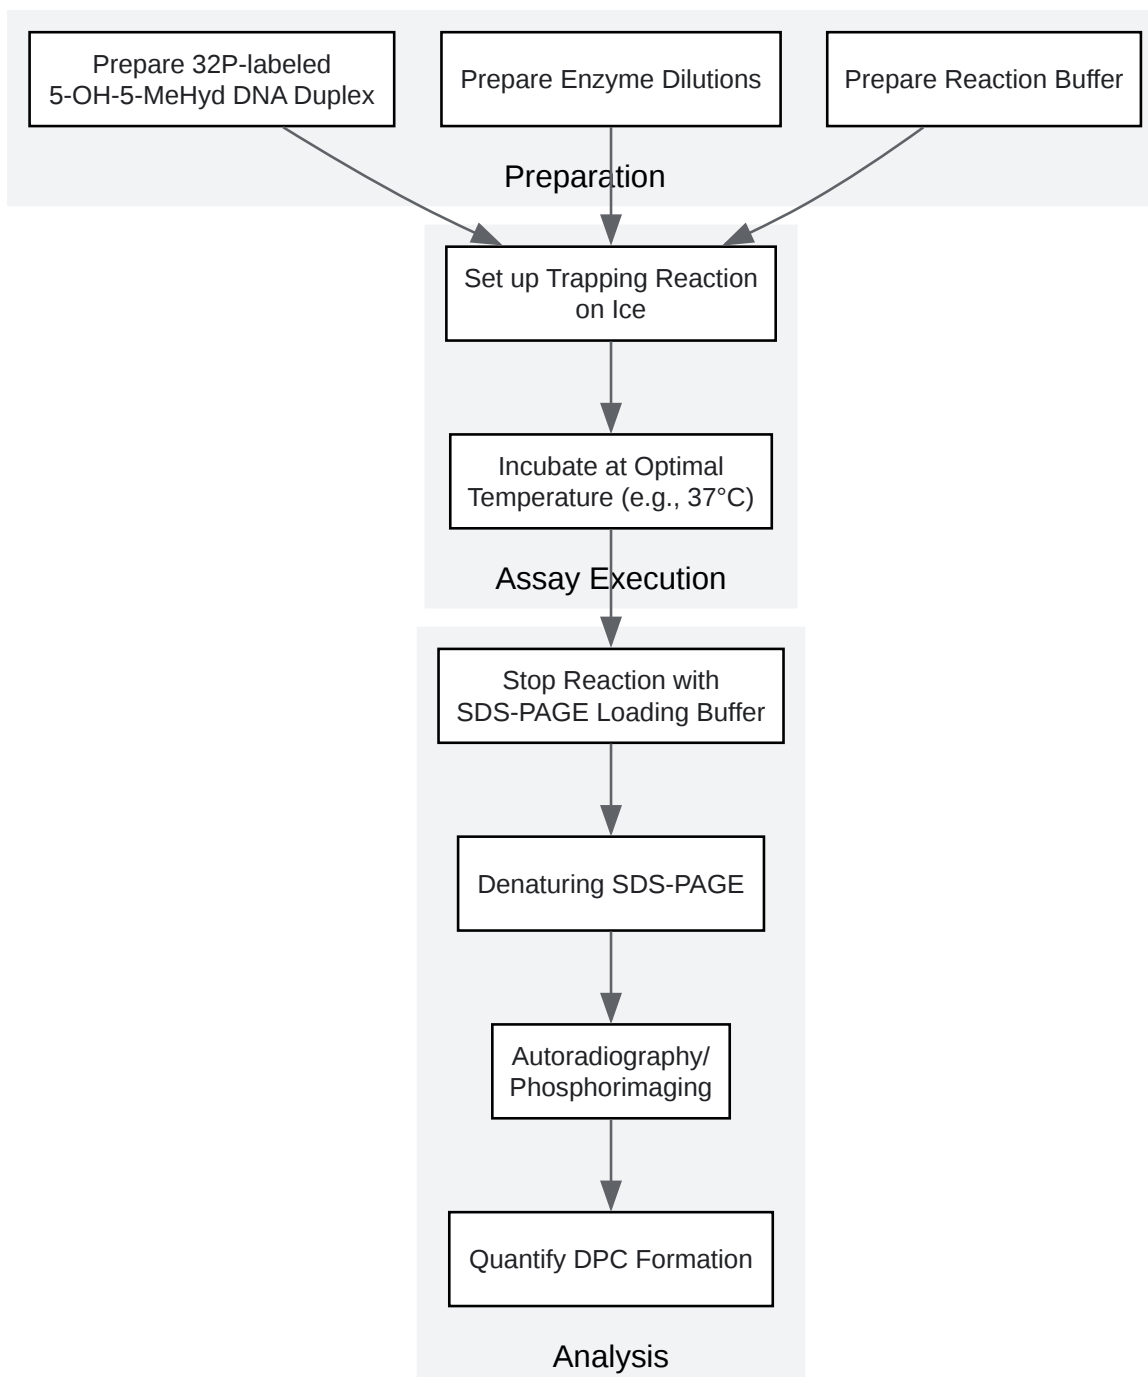 Prepare 32P-labeled
5-OH-5-MeHyd DNA Duplex
Prepare Enzyme Dilutions
Prepare Reaction Buffer
Preparation
Set up Trapping Reaction
on Ice
Incubate at Optimal
Temperature (e.g., 37°C)
Assay Execution
Stop Reaction with
SDS-PAGE Loading Buffer
Denaturing SDS-PAGE
Autoradiography/
Phosphorimaging
Quantify DPC Formation
Analysis